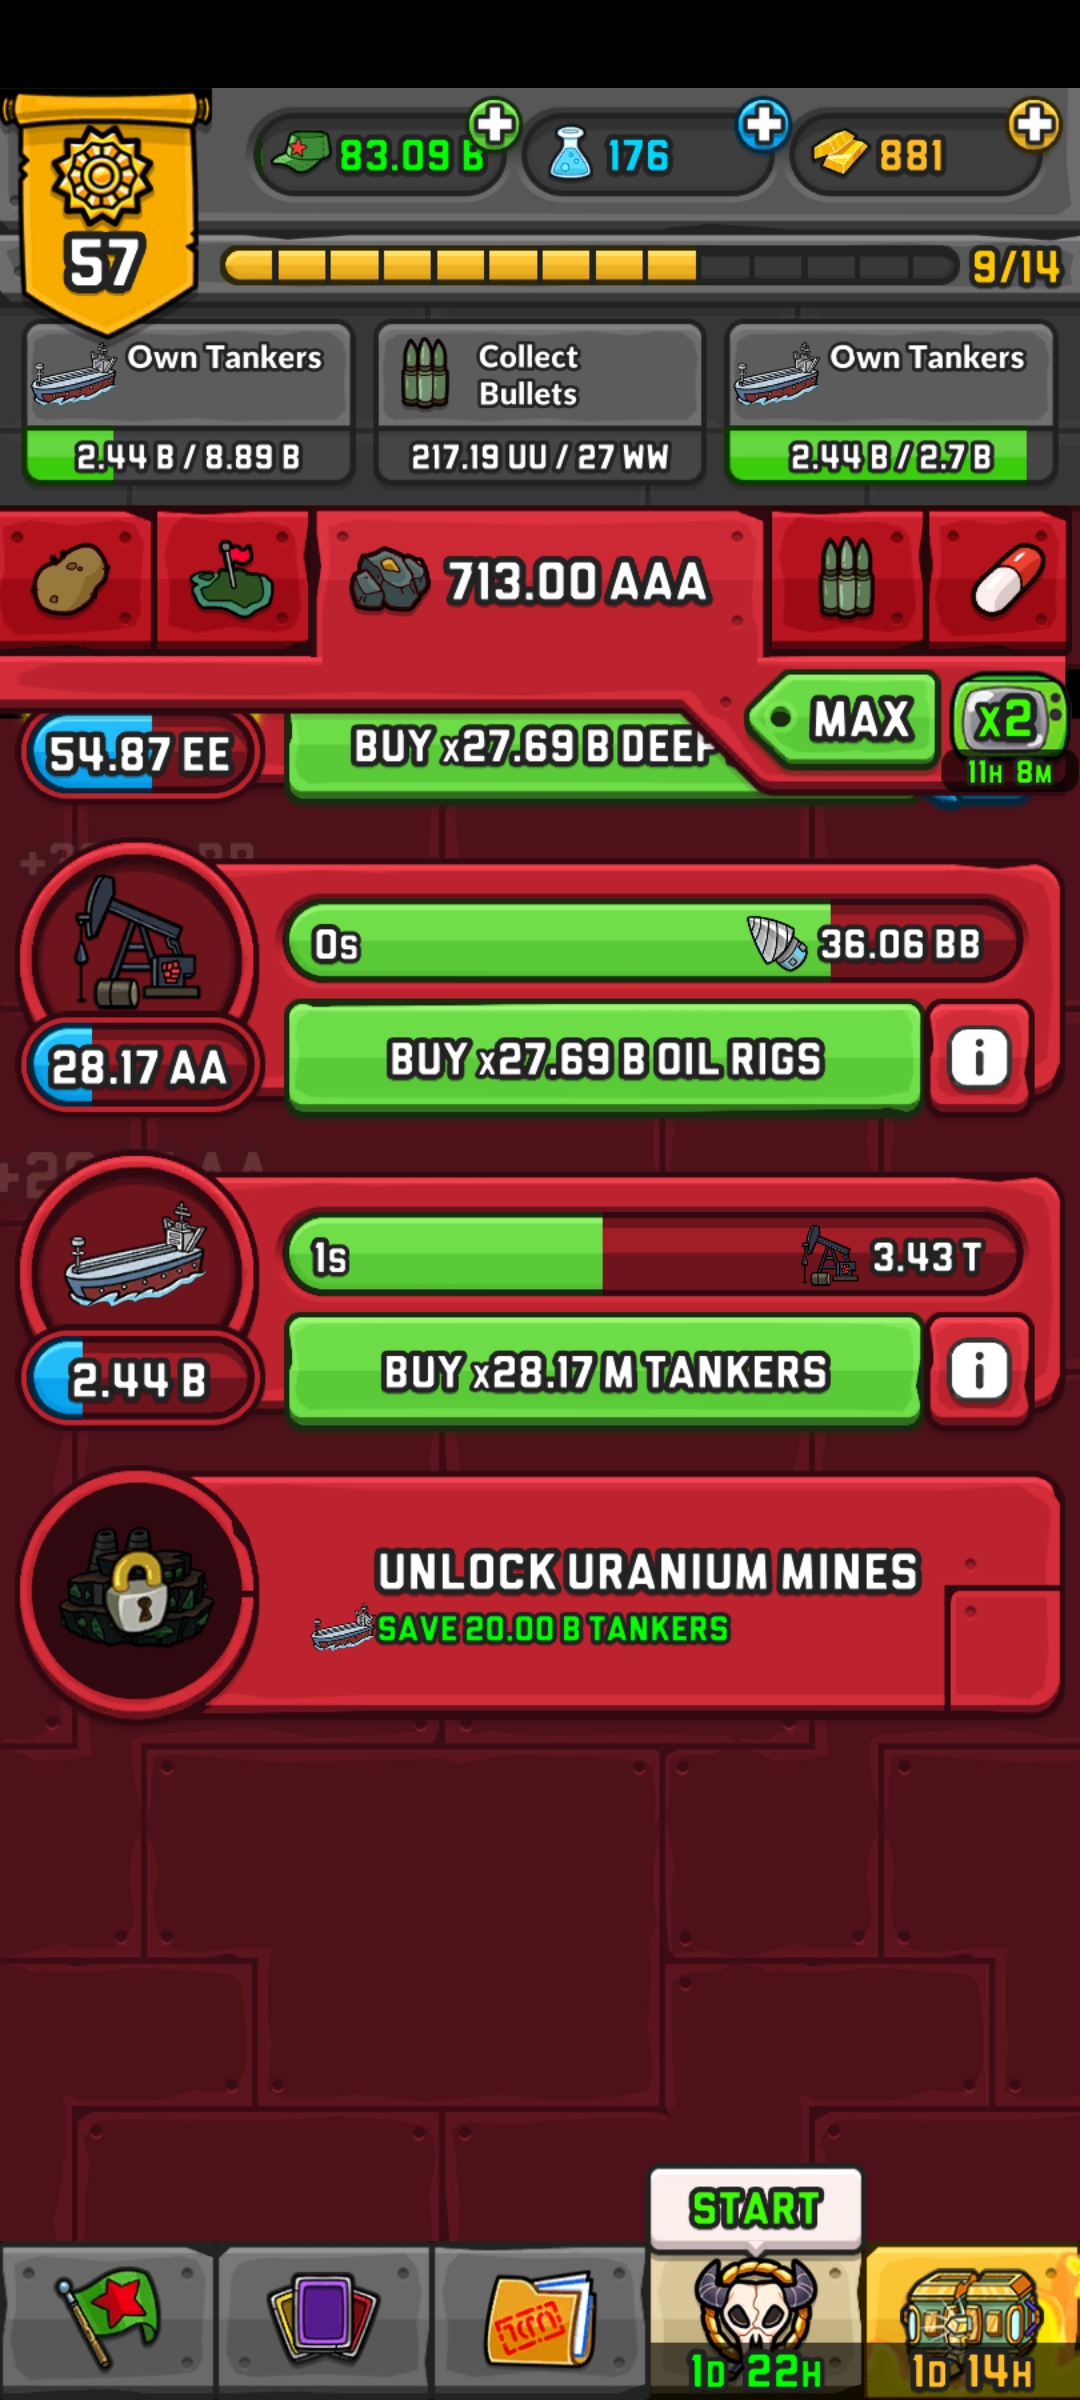 83.09 B
176
881
57
9/14
Own Tankers
Collect
Bullets
Own Tankers
2.44 B / 8.89 B
217.19 UU / 27 WW
2.44 B / 2.7 B
713.00 AAA
MAX
x2
11H 8M
54.87 EE
BUY x27.69 B DEEP
0s
36.06 BB
28.17 AA
BUY x27.69 B OIL RIGS
i
1s
3.43 T
2.44 B
BUY x28.17 M TANKERS
i
UNLOCK URANIUM MINES
SAVE 20.00 B TANKERS
START
1D 22H
1D 14H